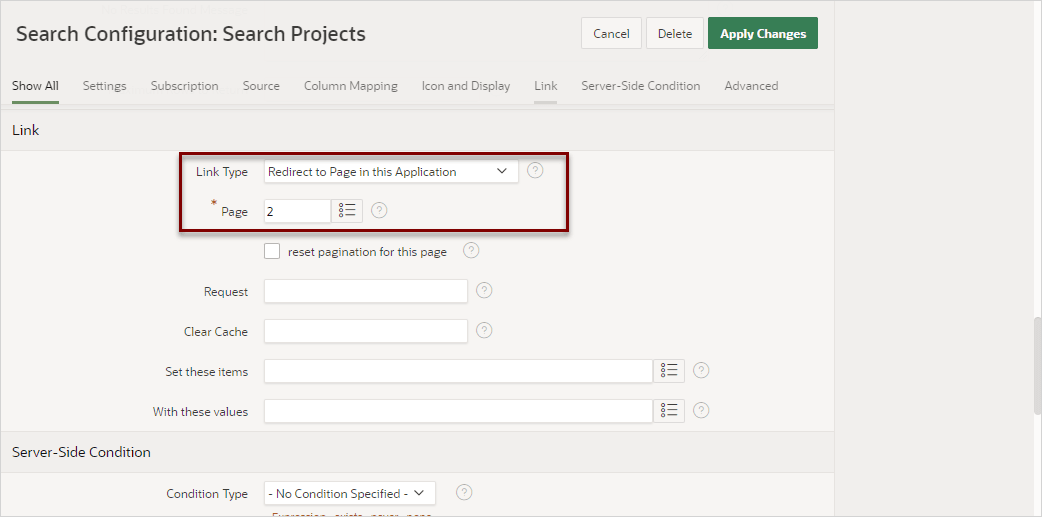 Search Configuration: Search Projects
Cancel
Delete
Apply Changes
Show All Settings Subscription Source Column Mapping Icon and Display Link Server-Side Condition Advanced
Link
Link Type Redirect to Page in this Application ?
* Page 2 ?
reset pagination for this page ?
Request ?
Clear Cache ?
Set these items ?
With these values ?
Server-Side Condition
Condition Type - No Condition Specified - ?